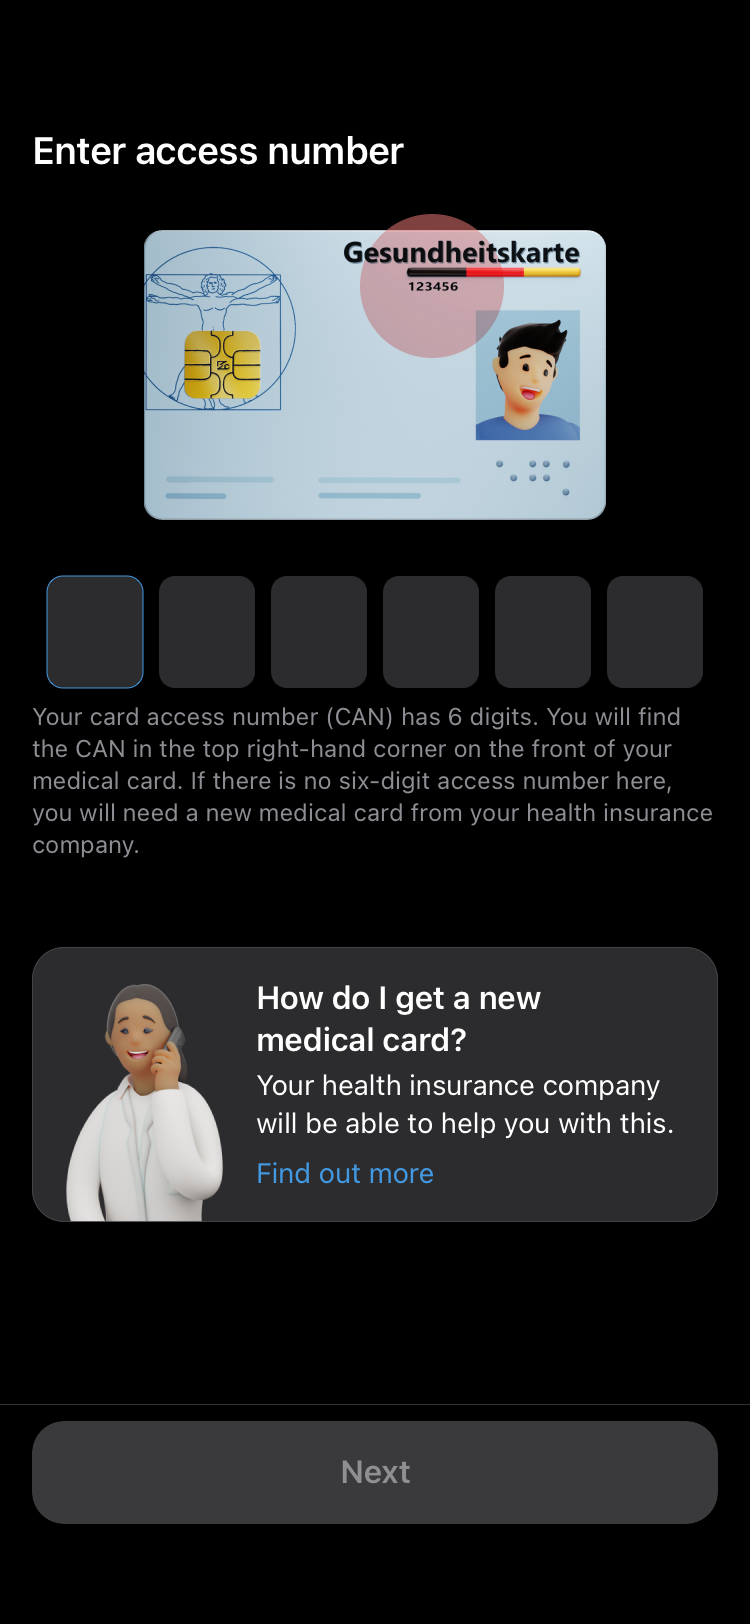 Enter access number
Gesundheitskarte
123456
Your card access number (CAN) has 6 digits. You will find
the CAN in the top right-hand corner on the front of your
medical card. If there is no six-digit access number here,
you will need a new medical card from your health insurance
company.
How do I get a new
medical card?
Your health insurance company
will be able to help you with this.
Find out more
Next